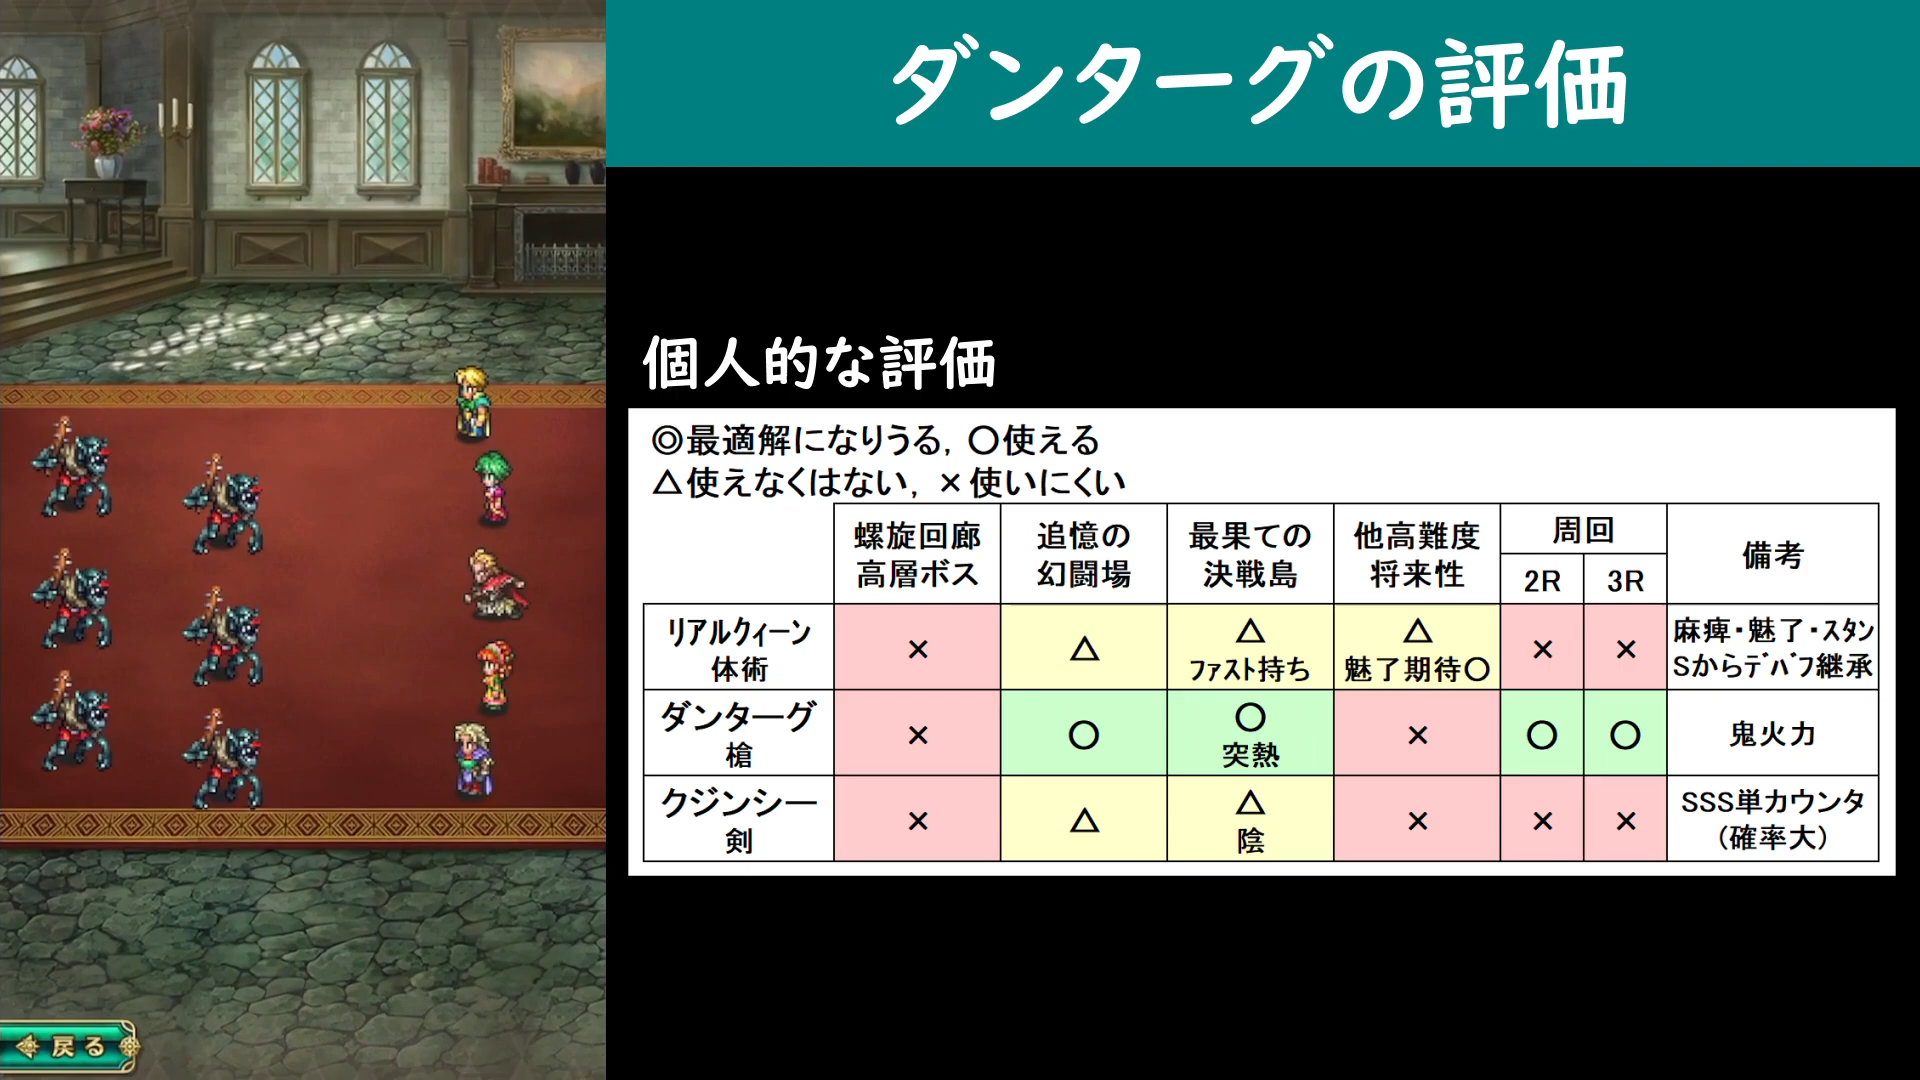 ダンターグの評価
個人的な評価
◎最適解になりうる, 〇使える
△使えなくはない, ×使いにくい
螺旋回廊
高層ボス
追憶の
幻闘場
最果ての
決戦島
他高難度
将来性
周回
2R
3R
備考
リアルクィーン
体術
×
△
△
ファスト持ち
△
魅了期待〇
×
×
麻痺・魅了・スタン
Sからデバフ継承
ダンターグ
槍
×
〇
〇
突熱
×
〇
〇
鬼火力
クジンシー
剣
×
△
△
陰
×
×
×
SSS単カウンタ
(確率大)
戻る